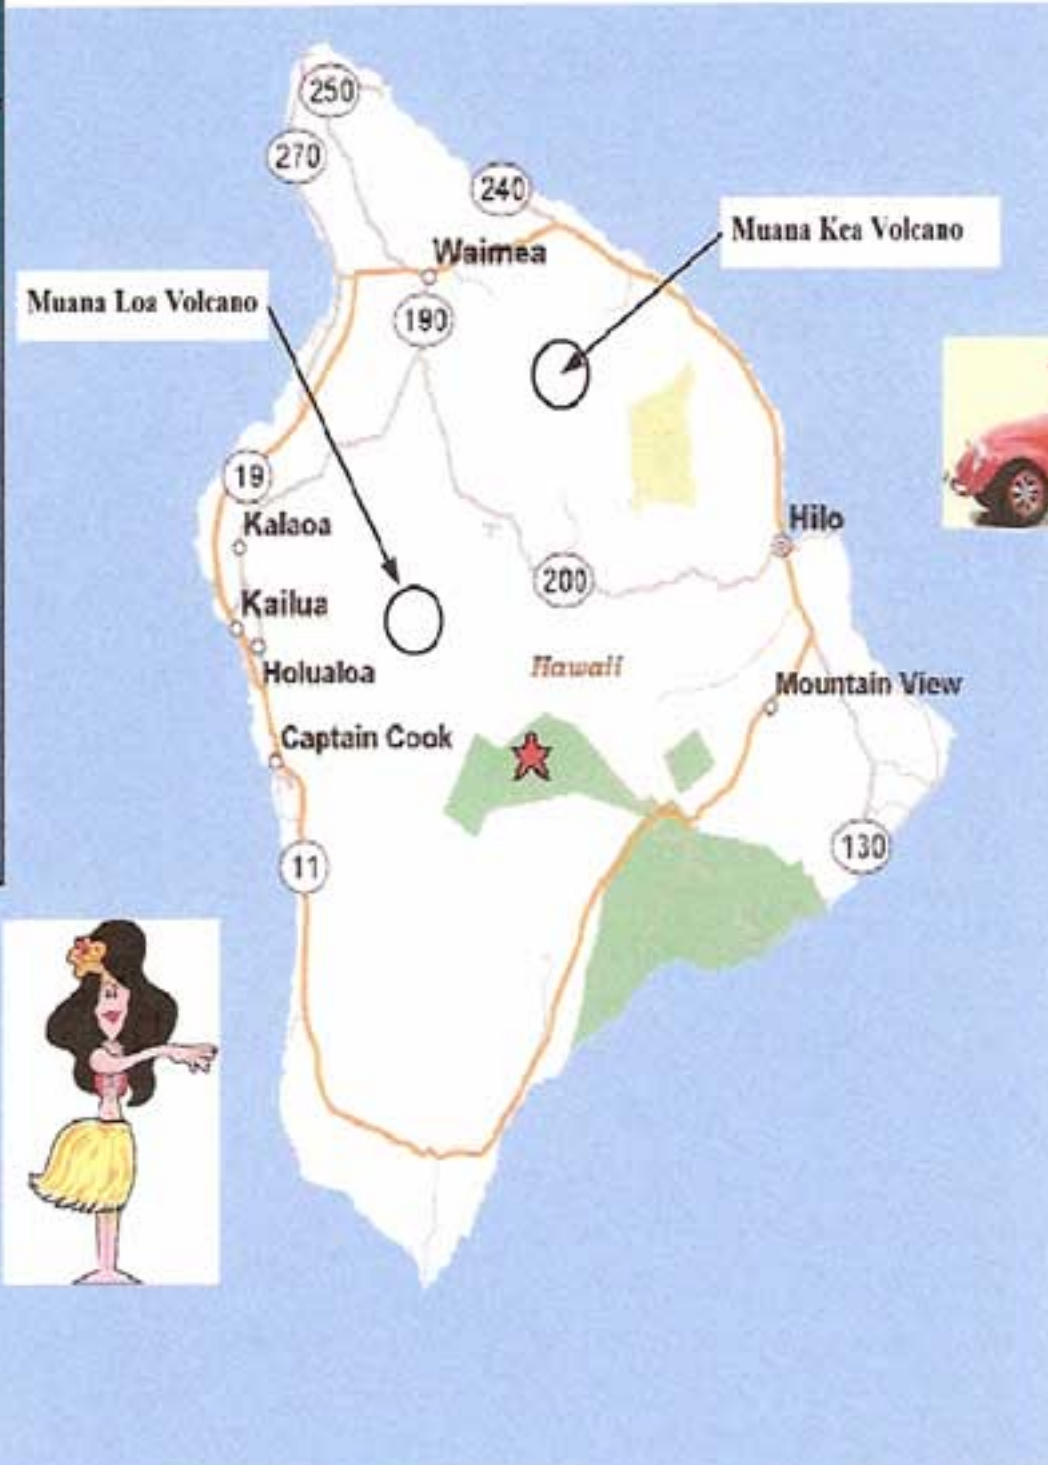 250
270
240
Muana Kea Volcano
Waimea
Muana Loa Volcano
190
19
Kalaoa
Hilo
200
Kailua
Hawaii
Holualoa
Mountain View
Captain Cook
130
11